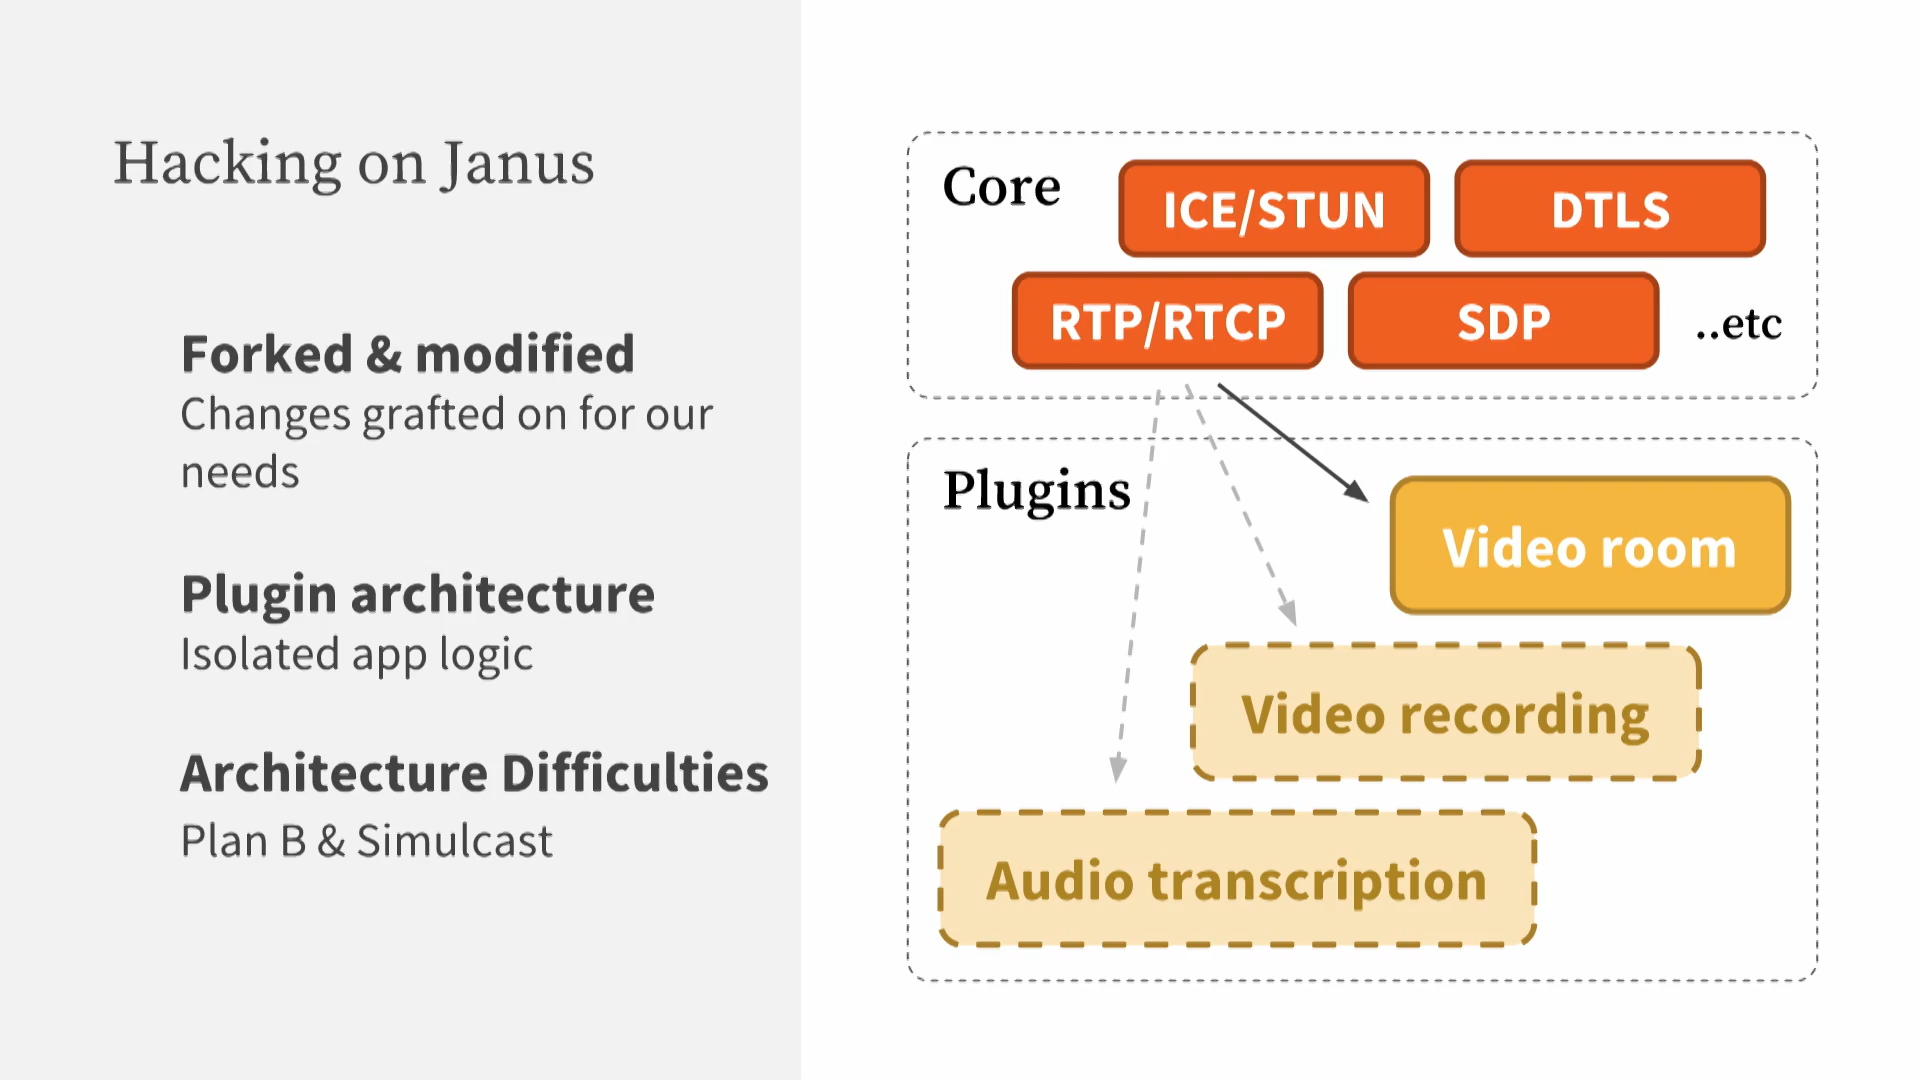 Hacking on Janus
Forked & modified
Changes grafted on for our
needs
Plugin architecture
Isolated app logic
Architecture Difficulties
Plan B & Simulcast
Core
ICE/STUN
DTLS
RTP/RTCP
SDP
..etc
Plugins
Video room
Video recording
Audio transcription